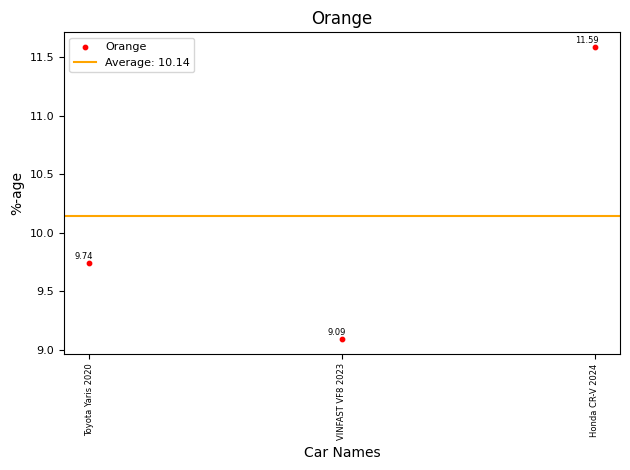 Orange
Orange
Average: 10.14
%-age
11.5
11.0
10.5
10.0
9.5
9.0
9.74
9.09
11.59
Toyota Yaris 2020
VINFAST VF8 2023
Honda CR-V 2024
Car Names